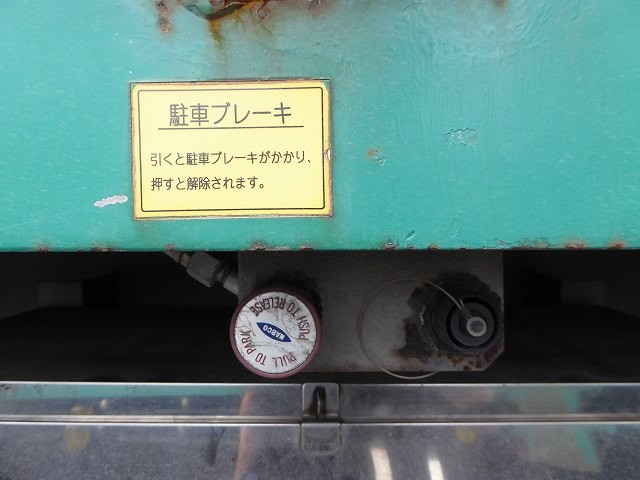 駐車ブレーキ
引くと駐車ブレーキがかかり、
押すと解除されます。
PUSH TO RELEASE
NABCO
PULL TO PARK